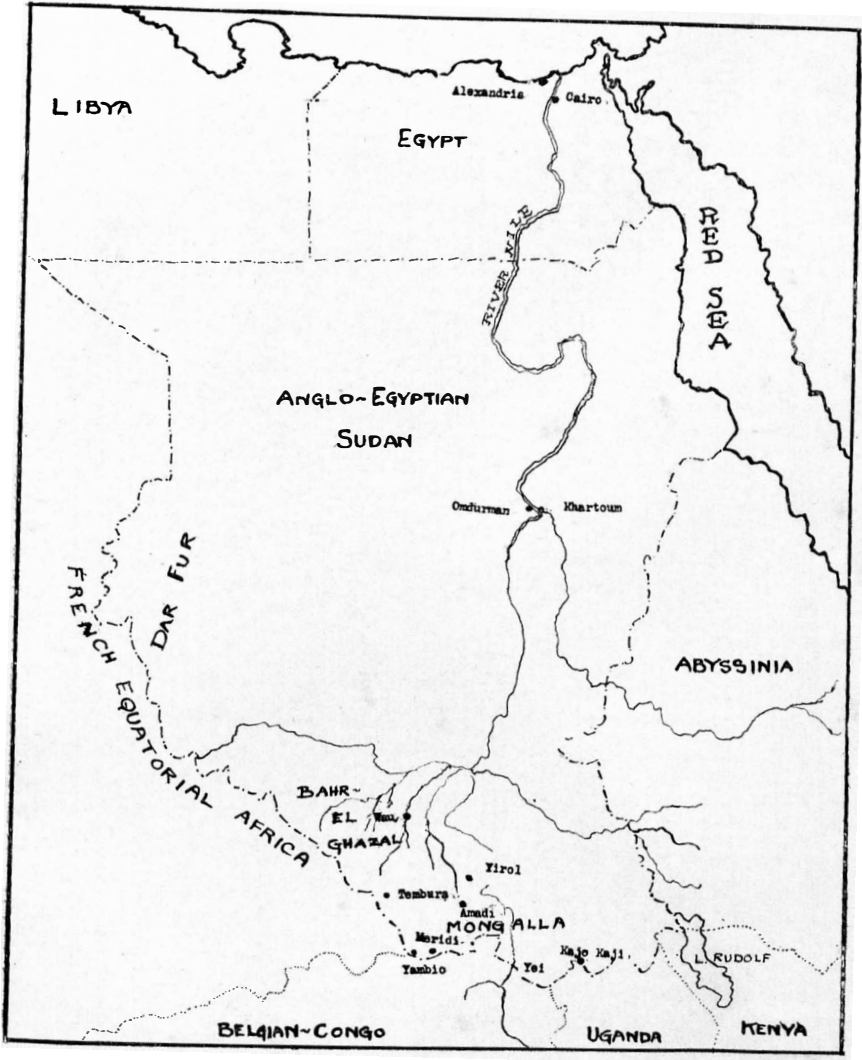 Alexandria
Cairo.
LIBYA
EGYPT
RIVER NILE
RED SEA
ANGLO~EGYPTIAN
SUDAN
Omdurman
Khartoum
DAR FUR
FRENCH EQUATORIAL AFRICA
ABYSSINIA
BAHR~
EL
Wau
GHAZAL
Yirol
Tembura
Amadi
MONGALLA
Meridi
Yambio
Yei
Kajo Kaji.
L. RUDOLF
BELGIAN~CONGO
UGANDA
KENYA